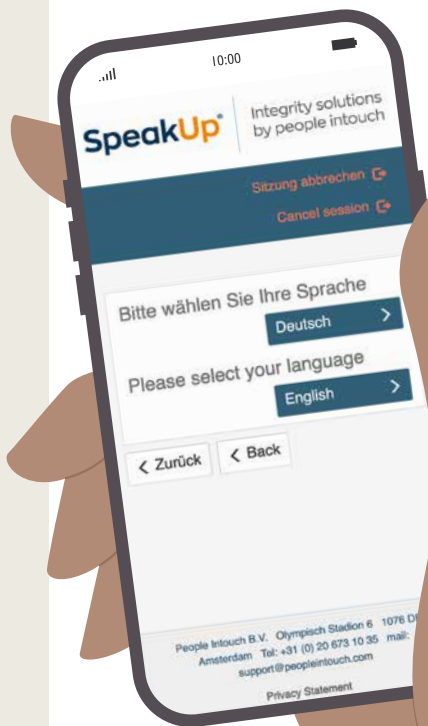 10:00
SpeakUp®
Integrity solutions
by people intouch
Sitzung abbrechen
Cancel session
Bitte wählen Sie Ihre Sprache
Deutsch
Please select your language
English
< Zurück
< Back
People Intouch B.V. Olympisch Stadion 6 1076 D
Amsterdam Tel: +31 (0) 20 673 10 35 mail:
support@peopleintouch.com
Privacy Statement